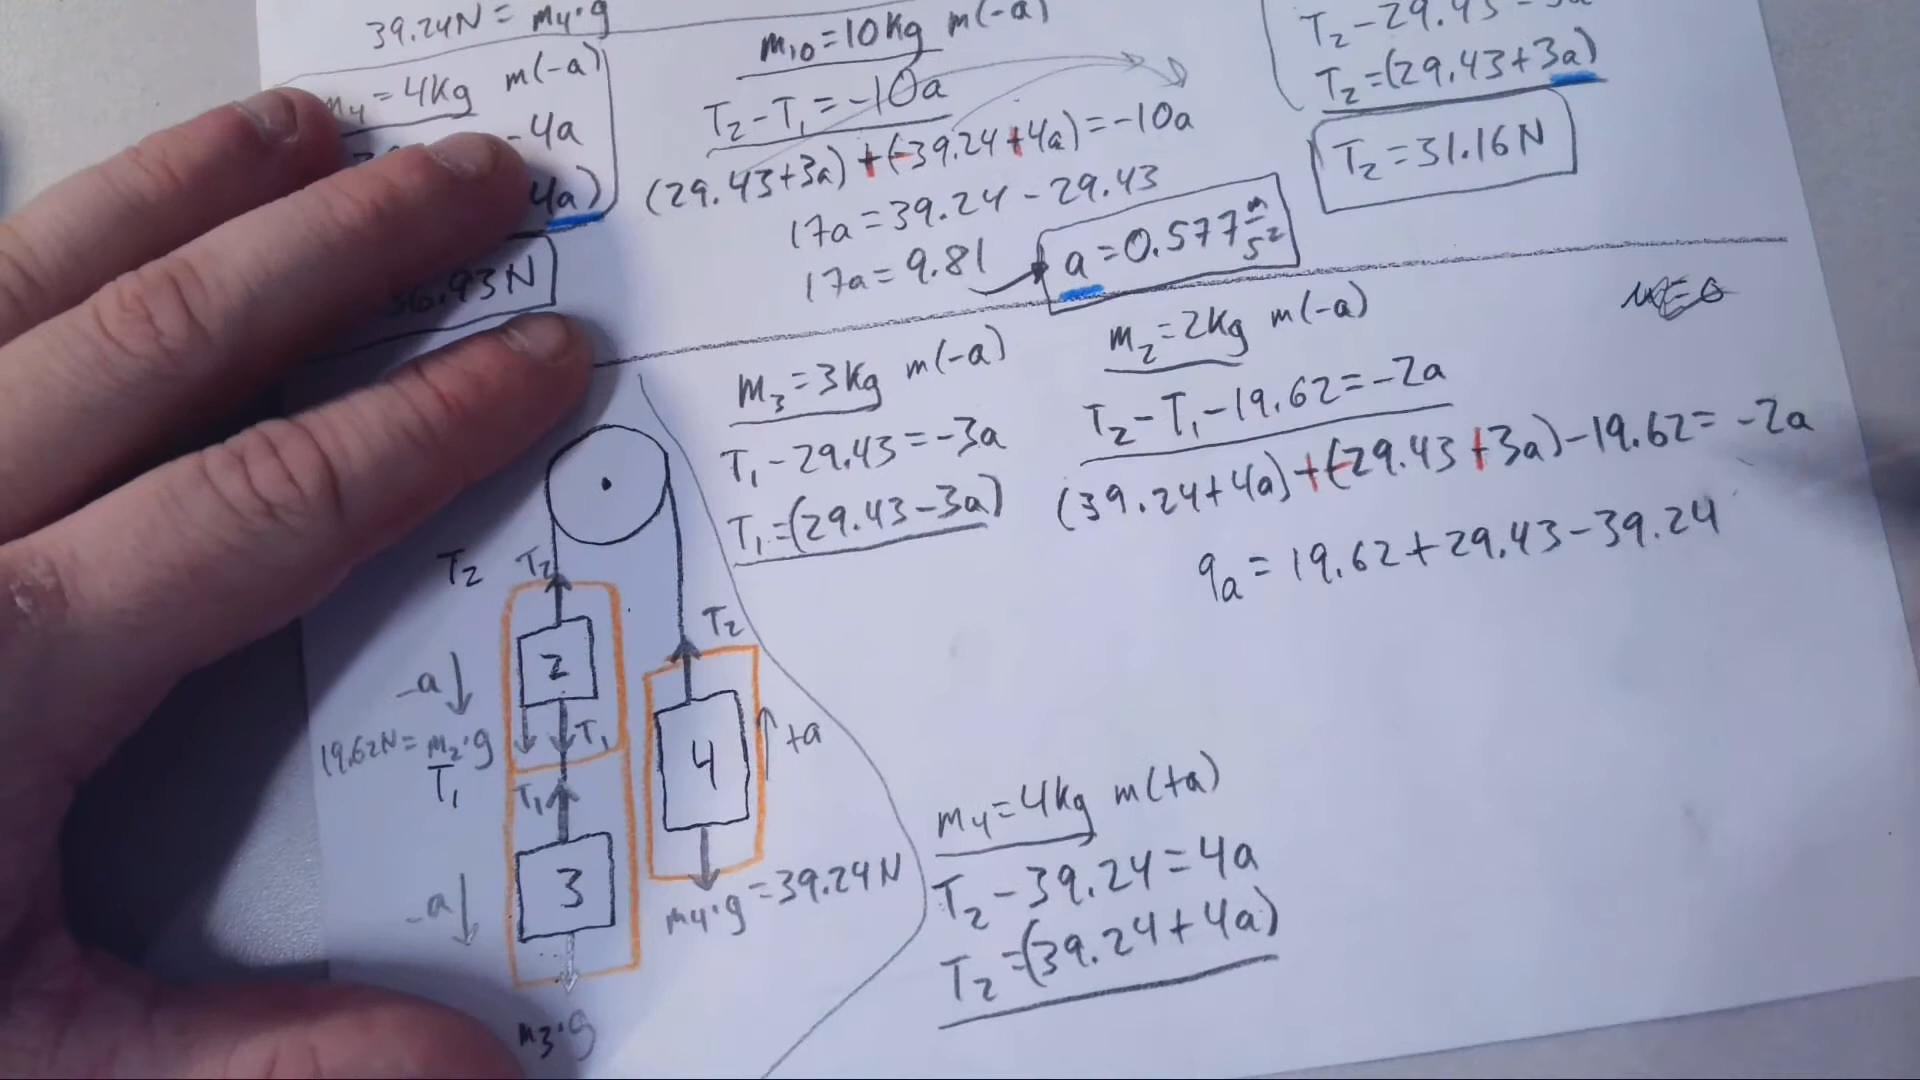 39.24N = m4·g
m4 = 4Kg m(-a)
-4a
4a)
36.93N
m10 = 10Kg m(-a)
T2 - T1 = -10a
(29.43+3a) + (-39.24 + 4a) = -10a
17a = 39.24 - 29.43
17a = 9.81
a = 0.577 m/s²
T2 - 29.43 = 3a
T2 = (29.43 + 3a)
T2 = 31.16N
m3 = 3Kg m(-a)
T1 - 29.43 = -3a
T1 = (29.43 - 3a)
m2 = 2Kg m(-a)
T2 - T1 - 19.62 = -2a
(39.24 + 4a) + (-29.43 + 3a) - 19.62 = -2a
9a = 19.62 + 29.43 - 39.24
T2 T2
T2
2
-a
19.62N = m2·g
T1
T1
T1
4
+a
3
-a
m4·g = 39.24N
m3·g
m4 = 4Kg m(+a)
T2 - 39.24 = 4a
T2 = (39.24 + 4a)